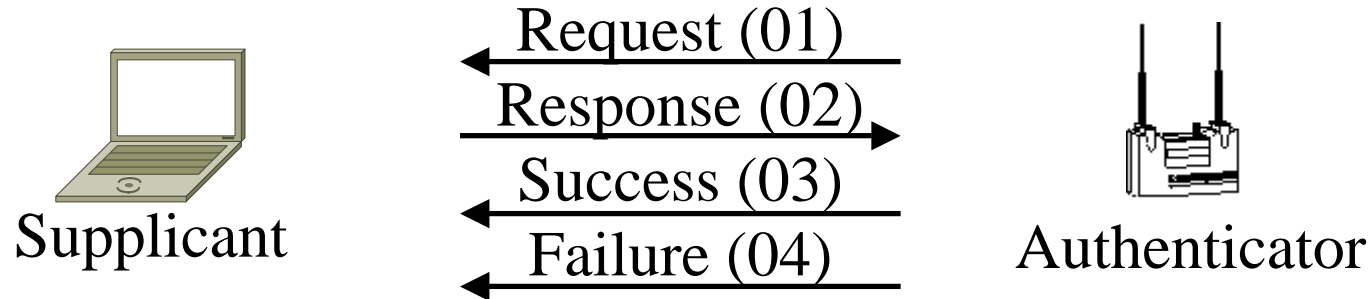 Request (01)
Response (02)
Success (03)
Failure (04)
Supplicant
Authenticator